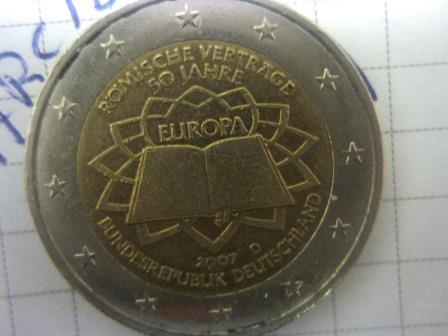 RÖMISCHE VERTRÄGE
50 JAHRE
EUROPA
2007 D
BUNDESREPUBLIK DEUTSCHLAND